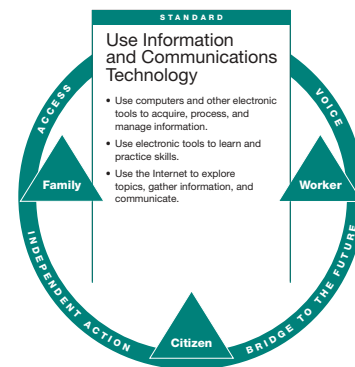 STANDARD
Use Information
and Communications
Technology
• Use computers and other electronic
tools to acquire, process, and
manage information.
• Use electronic tools to learn and
practice skills.
• Use the Internet to explore
topics, gather information, and
communicate.
ACCESS
VOICE
Family
Worker
INDEPENDENT ACTION
BRIDGE TO THE FUTURE
Citizen